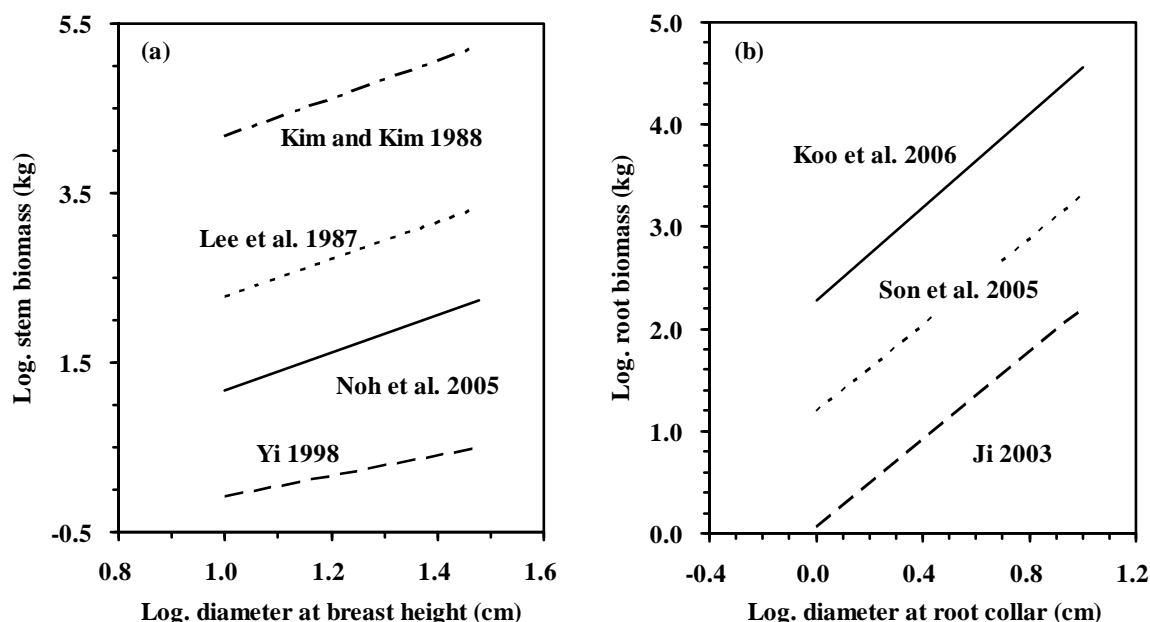 (a)
5.5
3.5
1.5
-0.5
Log. stem biomass (kg)
Kim and Kim 1988
Lee et al. 1987
Noh et al. 2005
Yi 1998
0.8
1.0
1.2
1.4
1.6
Log. diameter at breast height (cm)
(b)
5.0
4.0
3.0
2.0
1.0
0.0
Log. root biomass (kg)
Koo et al. 2006
Son et al. 2005
Ji 2003
-0.4
0.0
0.4
0.8
1.2
Log. diameter at root collar (cm)